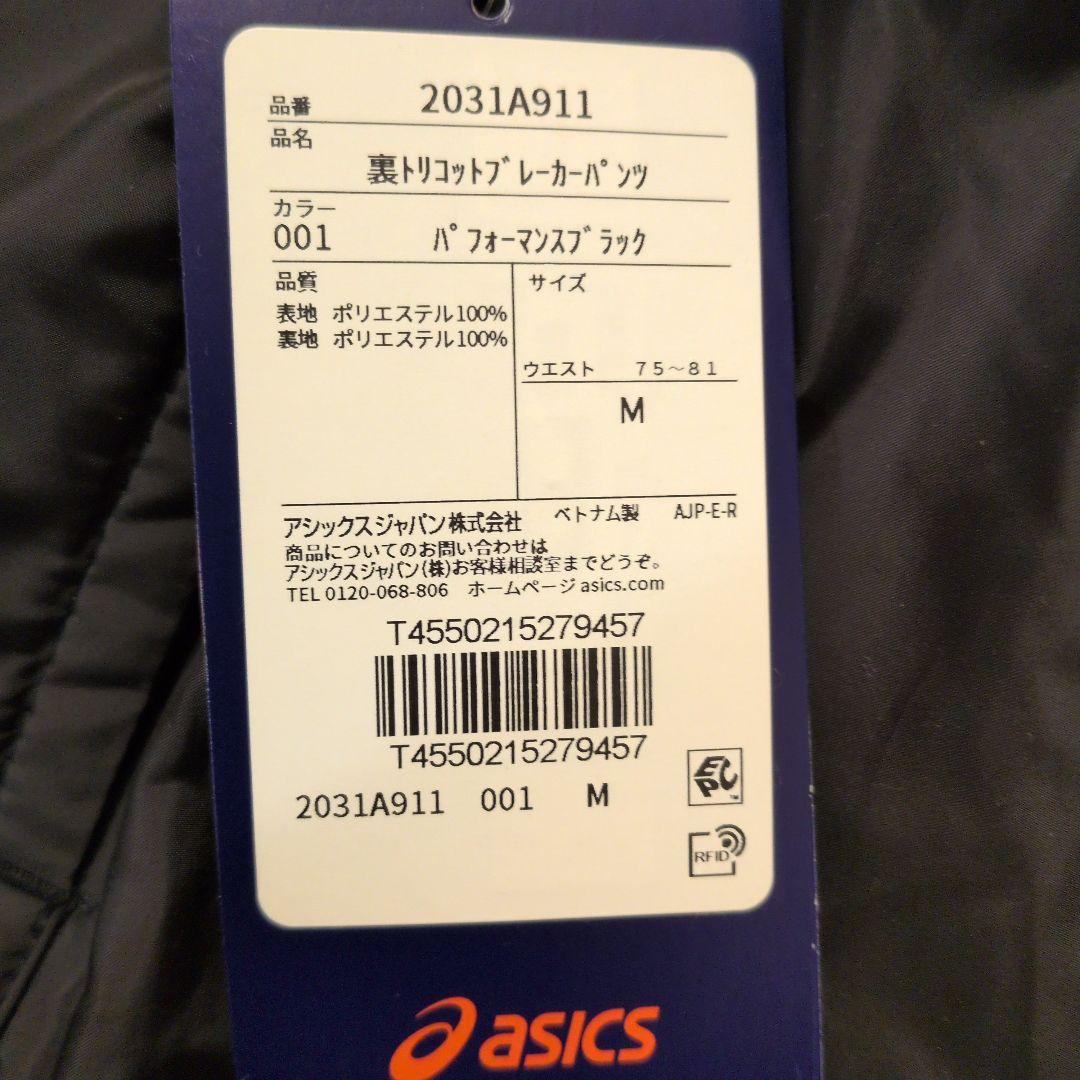 品番 2031A911
品名
裏ﾄﾘｺｯﾄﾌﾞﾚｰｶｰﾊﾟﾝﾂ
カラー
001 ﾊﾟﾌｫｰﾏﾝｽﾌﾞﾗｯｸ
品質
表地 ポリエステル100%
裏地 ポリエステル100%
サイズ
ウエスト 75～81
M
アシックスジャパン株式会社 ベトナム製 AJP-E-R
商品についてのお問い合わせは
アシックスジャパン(株)お客様相談室までどうぞ。
TEL 0120-068-806 ホームページ asics.com
T4550215279457
T4550215279457
2031A911 001 M
EPC™
RFID
asics